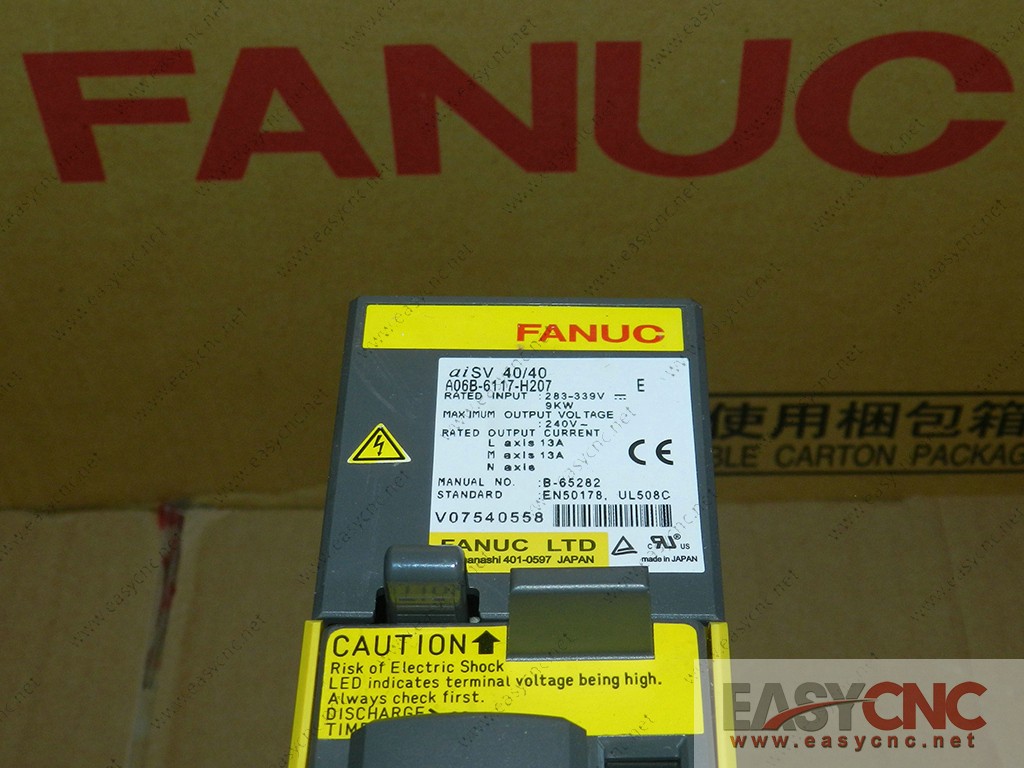 FANUC
FANUC
αiSV 40/40
A06B-6117-H207 E
RATED INPUT :283-339V ⎓
9KW
MAXIMUM OUTPUT VOLTAGE
:240V~
RATED OUTPUT CURRENT
L axis 13A
M axis 13A
N axis
CE
MANUAL NO. :B-65282
STANDARD :EN50178, UL508C
V07540558
FANUC LTD
401-0597 JAPAN
C US
made in JAPAN
使用梱包箱
CARTON PACKAG
CAUTION
Risk of Electric Shock
LED indicates terminal voltage being high.
Always check first.
DISCHARGE
TIME
EASYCNC
www.easycnc.net